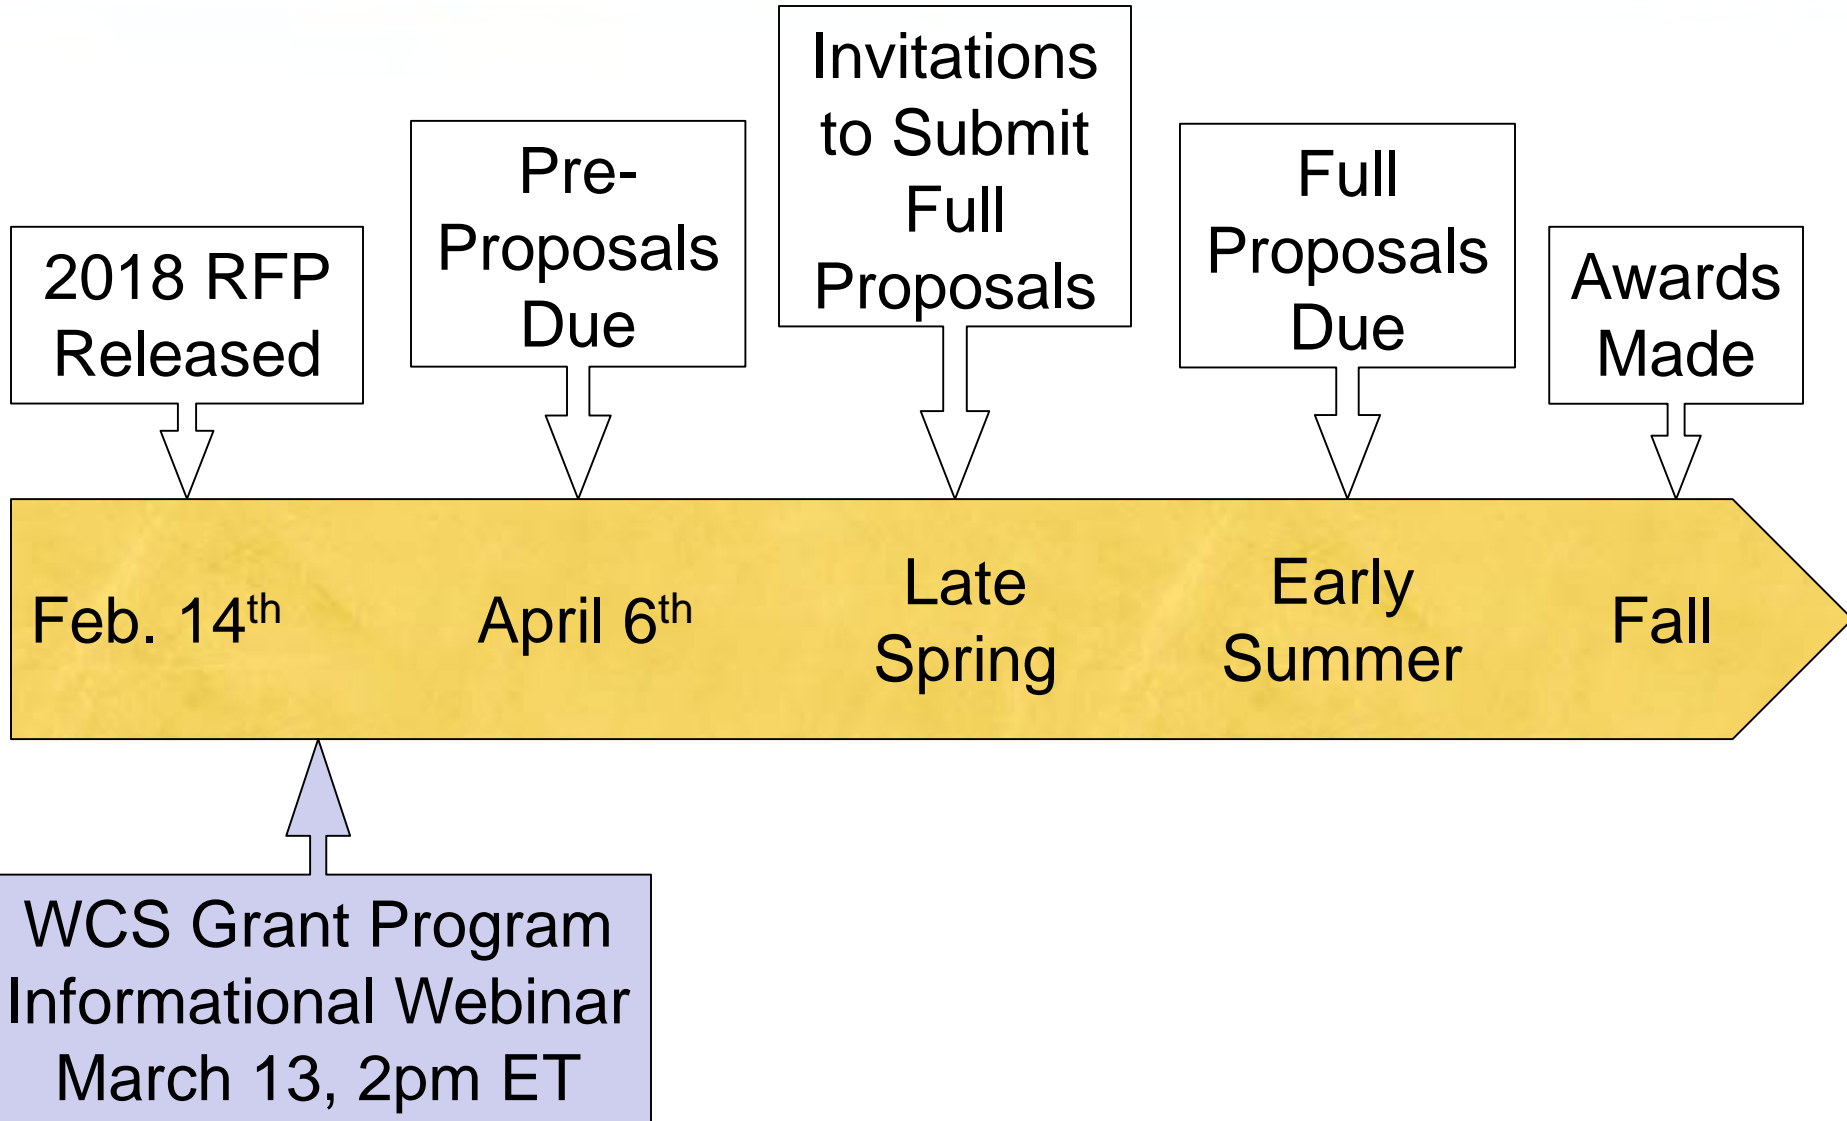 2018 RFP
Released
Pre-
Proposals
Due
Invitations
to Submit
Full
Proposals
Full
Proposals
Due
Awards
Made
Feb. 14th
April 6th
Late
Spring
Early
Summer
Fall
WCS Grant Program
Informational Webinar
March 13, 2pm ET